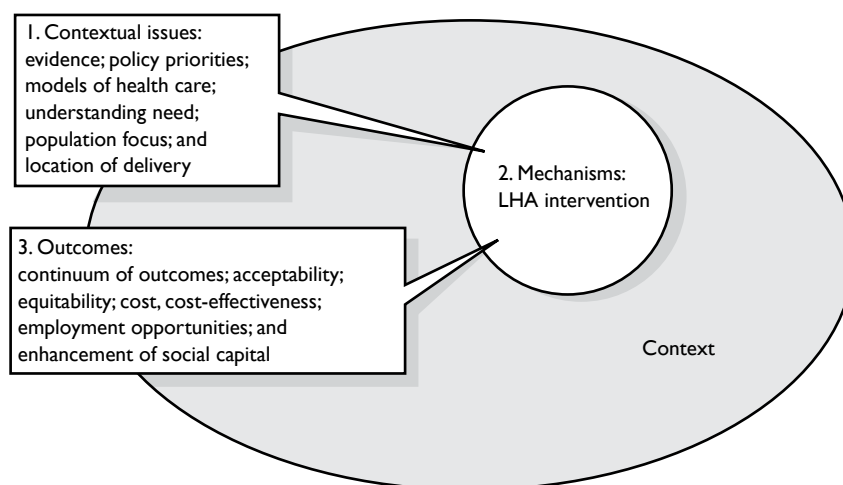 1. Contextual issues:
evidence; policy priorities;
models of health care;
understanding need;
population focus; and
location of delivery
2. Mechanisms:
LHA intervention
3. Outcomes:
continuum of outcomes; acceptability;
equitability; cost, cost-effectiveness;
employment opportunities; and
enhancement of social capital
Context